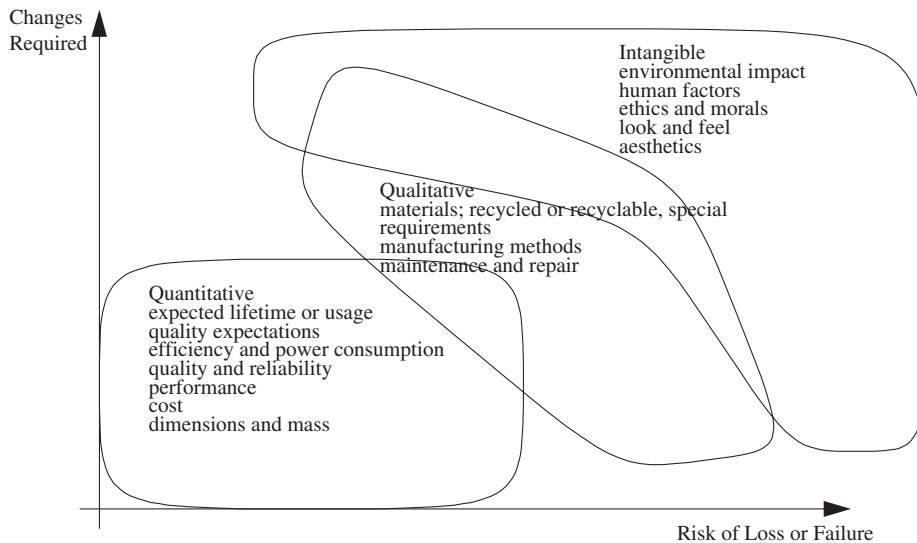 Changes
Required
Intangible
environmental impact
human factors
ethics and morals
look and feel
aesthetics
Qualitative
materials; recycled or recyclable, special
requirements
manufacturing methods
maintenance and repair
Quantitative
expected lifetime or usage
quality expectations
efficiency and power consumption
quality and reliability
performance
cost
dimensions and mass
Risk of Loss or Failure